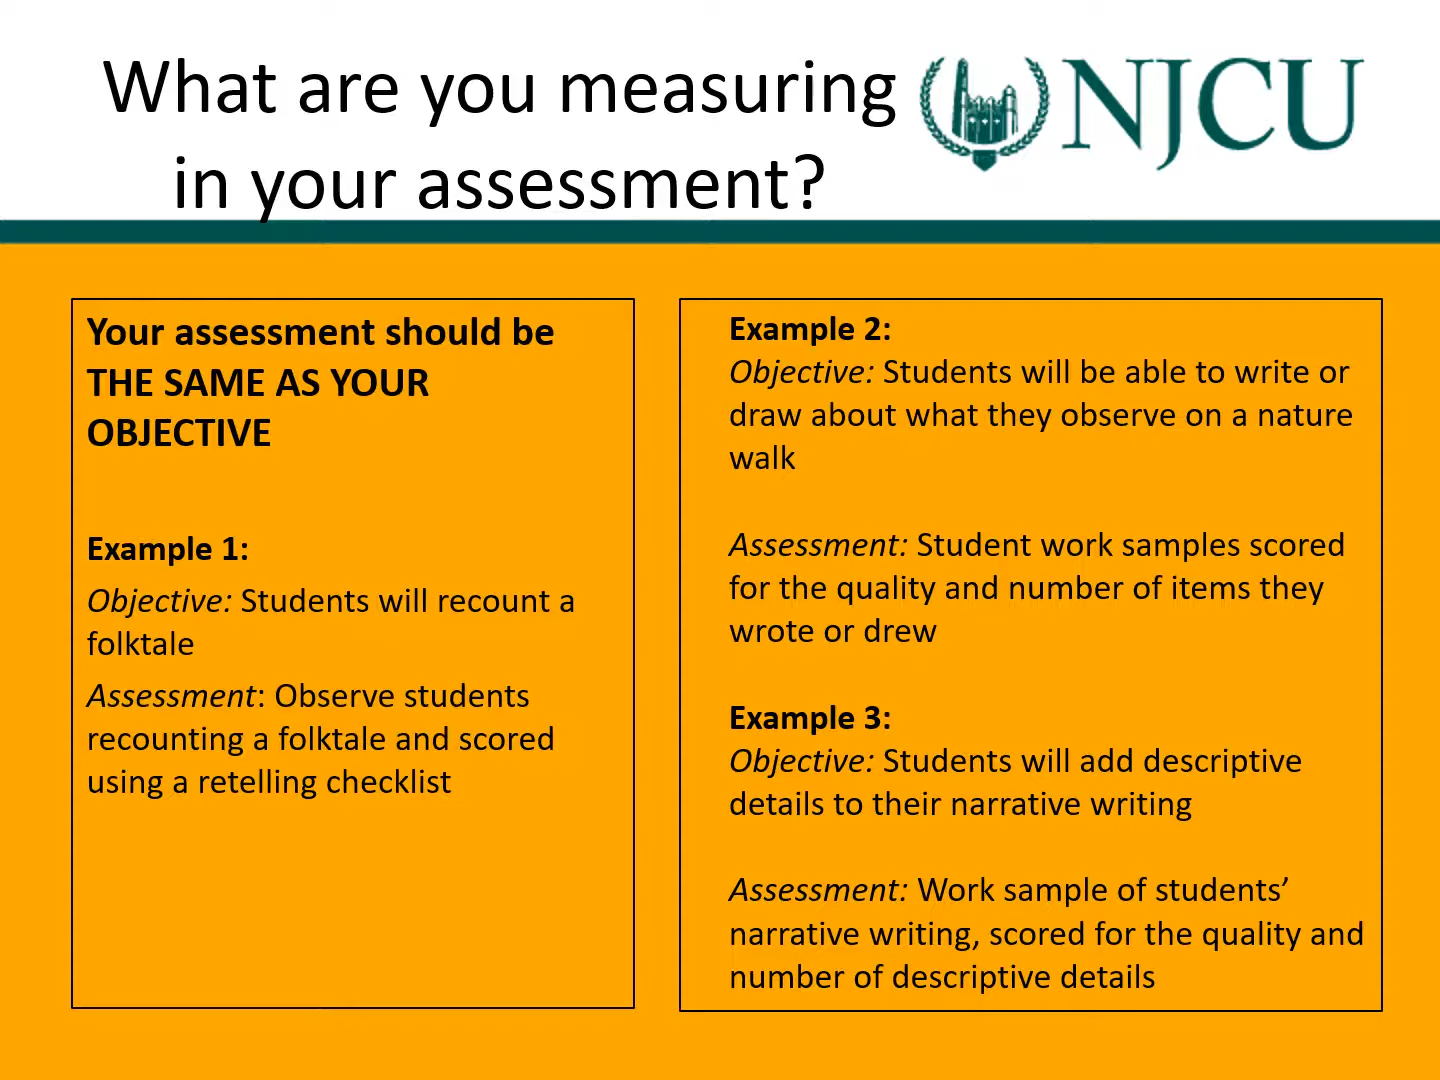 What are you measuring
in your assessment?
NJCU
Your assessment should be
THE SAME AS YOUR
OBJECTIVE
Example 1:
Objective: Students will recount a
folktale
Assessment: Observe students
recounting a folktale and scored
using a retelling checklist
Example 2:
Objective: Students will be able to write or
draw about what they observe on a nature
walk
Assessment: Student work samples scored
for the quality and number of items they
wrote or drew
Example 3:
Objective: Students will add descriptive
details to their narrative writing
Assessment: Work sample of students’
narrative writing, scored for the quality and
number of descriptive details